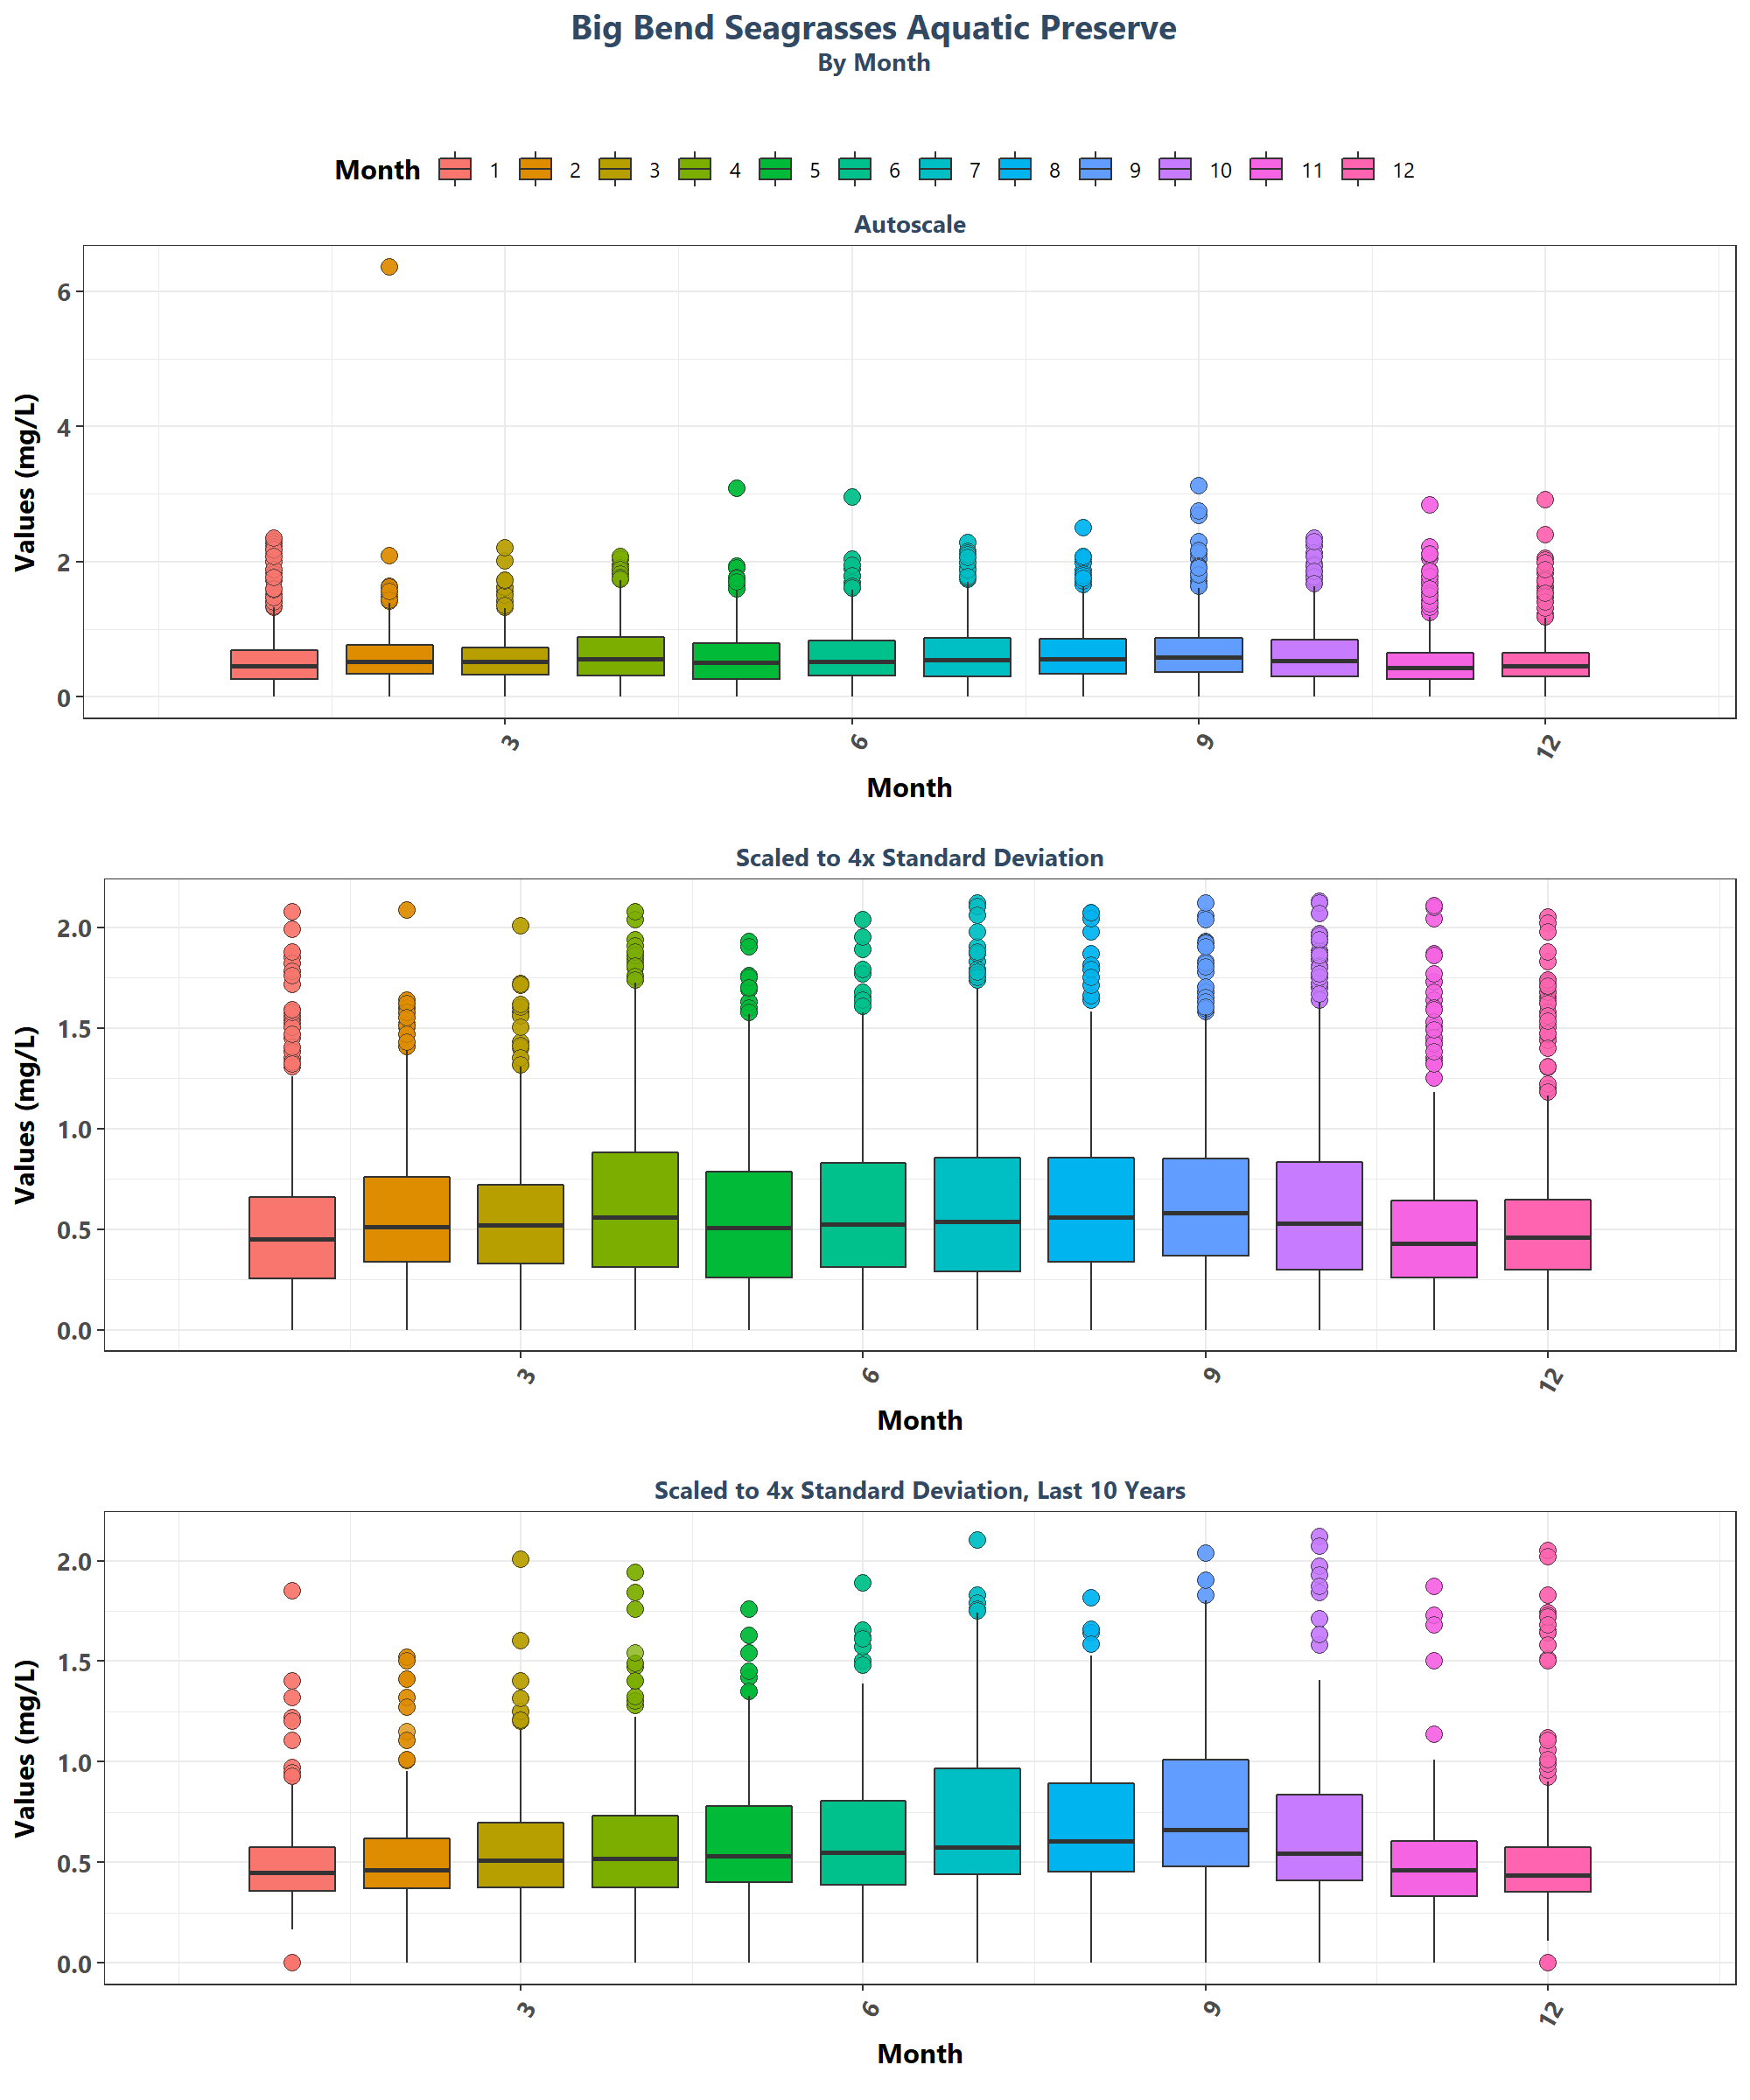 Big Bend Seagrasses Aquatic Preserve
By Month
Month 1 2 3 4 5 6 7 8 9 10 11 12
Autoscale
Values (mg/L)
6
4
2
0
3 6 9 12
Month
Scaled to 4x Standard Deviation
Values (mg/L)
2.0
1.5
1.0
0.5
0.0
3 6 9 12
Month
Scaled to 4x Standard Deviation, Last 10 Years
Values (mg/L)
2.0
1.5
1.0
0.5
0.0
3 6 9 12
Month